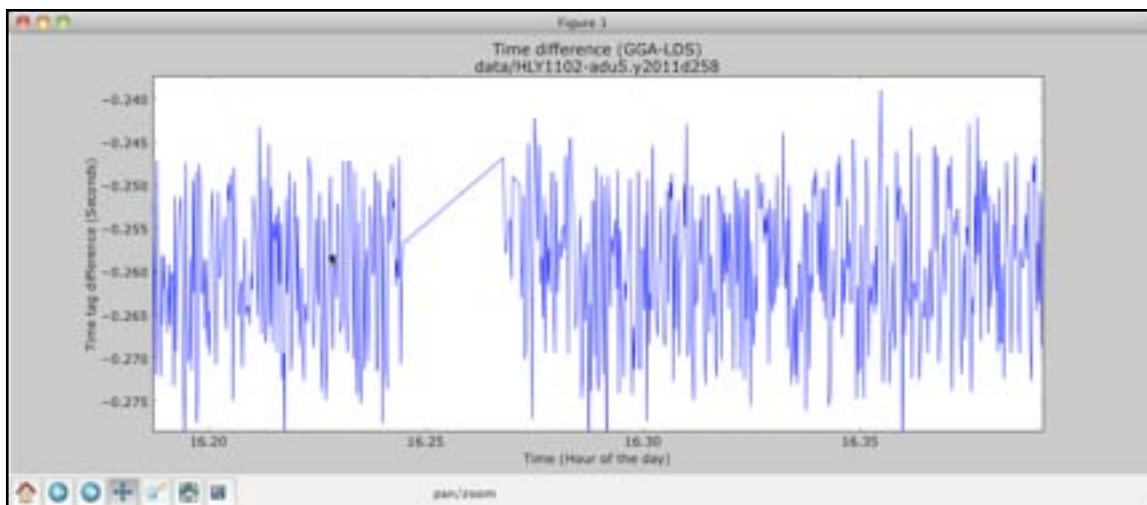 Figure 1
Time difference (GGA-LDS)
data/HLY1102-adu5.y2011d258
−0.240
−0.245
−0.250
−0.255
−0.260
−0.265
−0.270
−0.275
Time tag difference (Seconds)
16.20
16.25
16.30
16.35
Time (Hour of the day)
pan/zoom